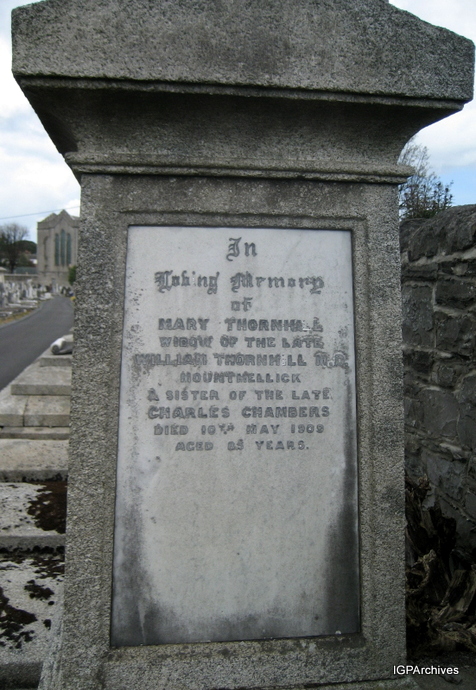 In
Loving Memory
of
MARY THORNHILL
WIDOW OF THE LATE
WILLIAM THORNHILL
MOUNTMELLICK
& SISTER OF THE LATE
CHARLES CHAMBERS
DIED 10TH MAY 1909
AGED YEARS.
IGPArchives